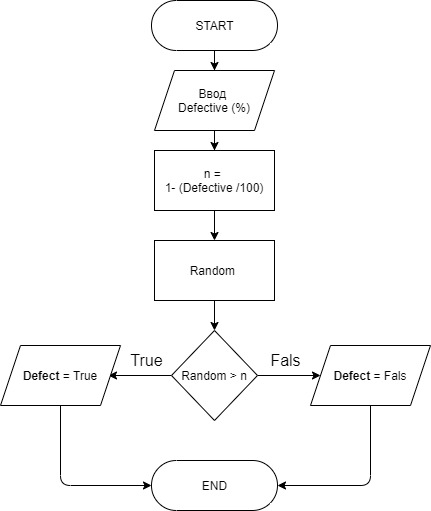 START
Ввод
Defective (%)
n =
1- (Defective /100)
Random
True
Fals
Defect = True
Random > n
Defect = Fals
END